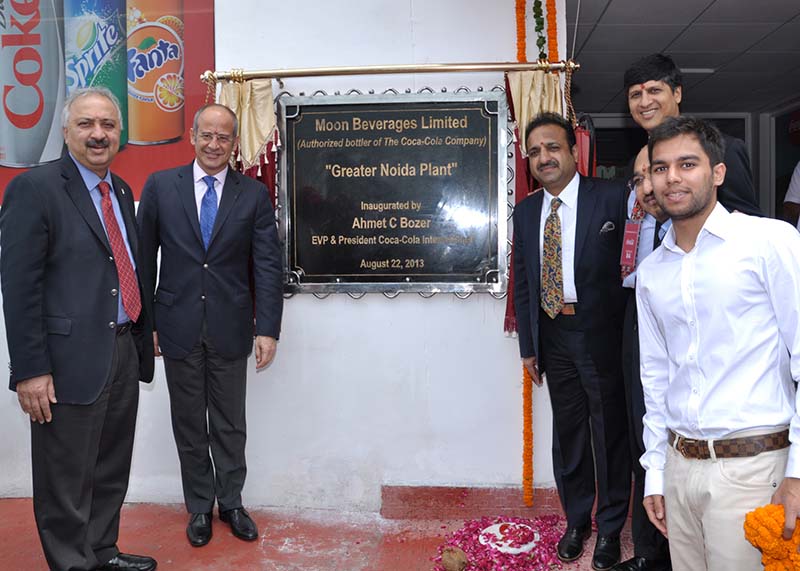 Coke
Sprite
Fanta
Moon Beverages Limited
(Authorized bottler of The Coca-Cola Company)
"Greater Noida Plant"
Inaugurated by
Ahmet C Bozer
EVP & President Coca-Cola International
August 22, 2013